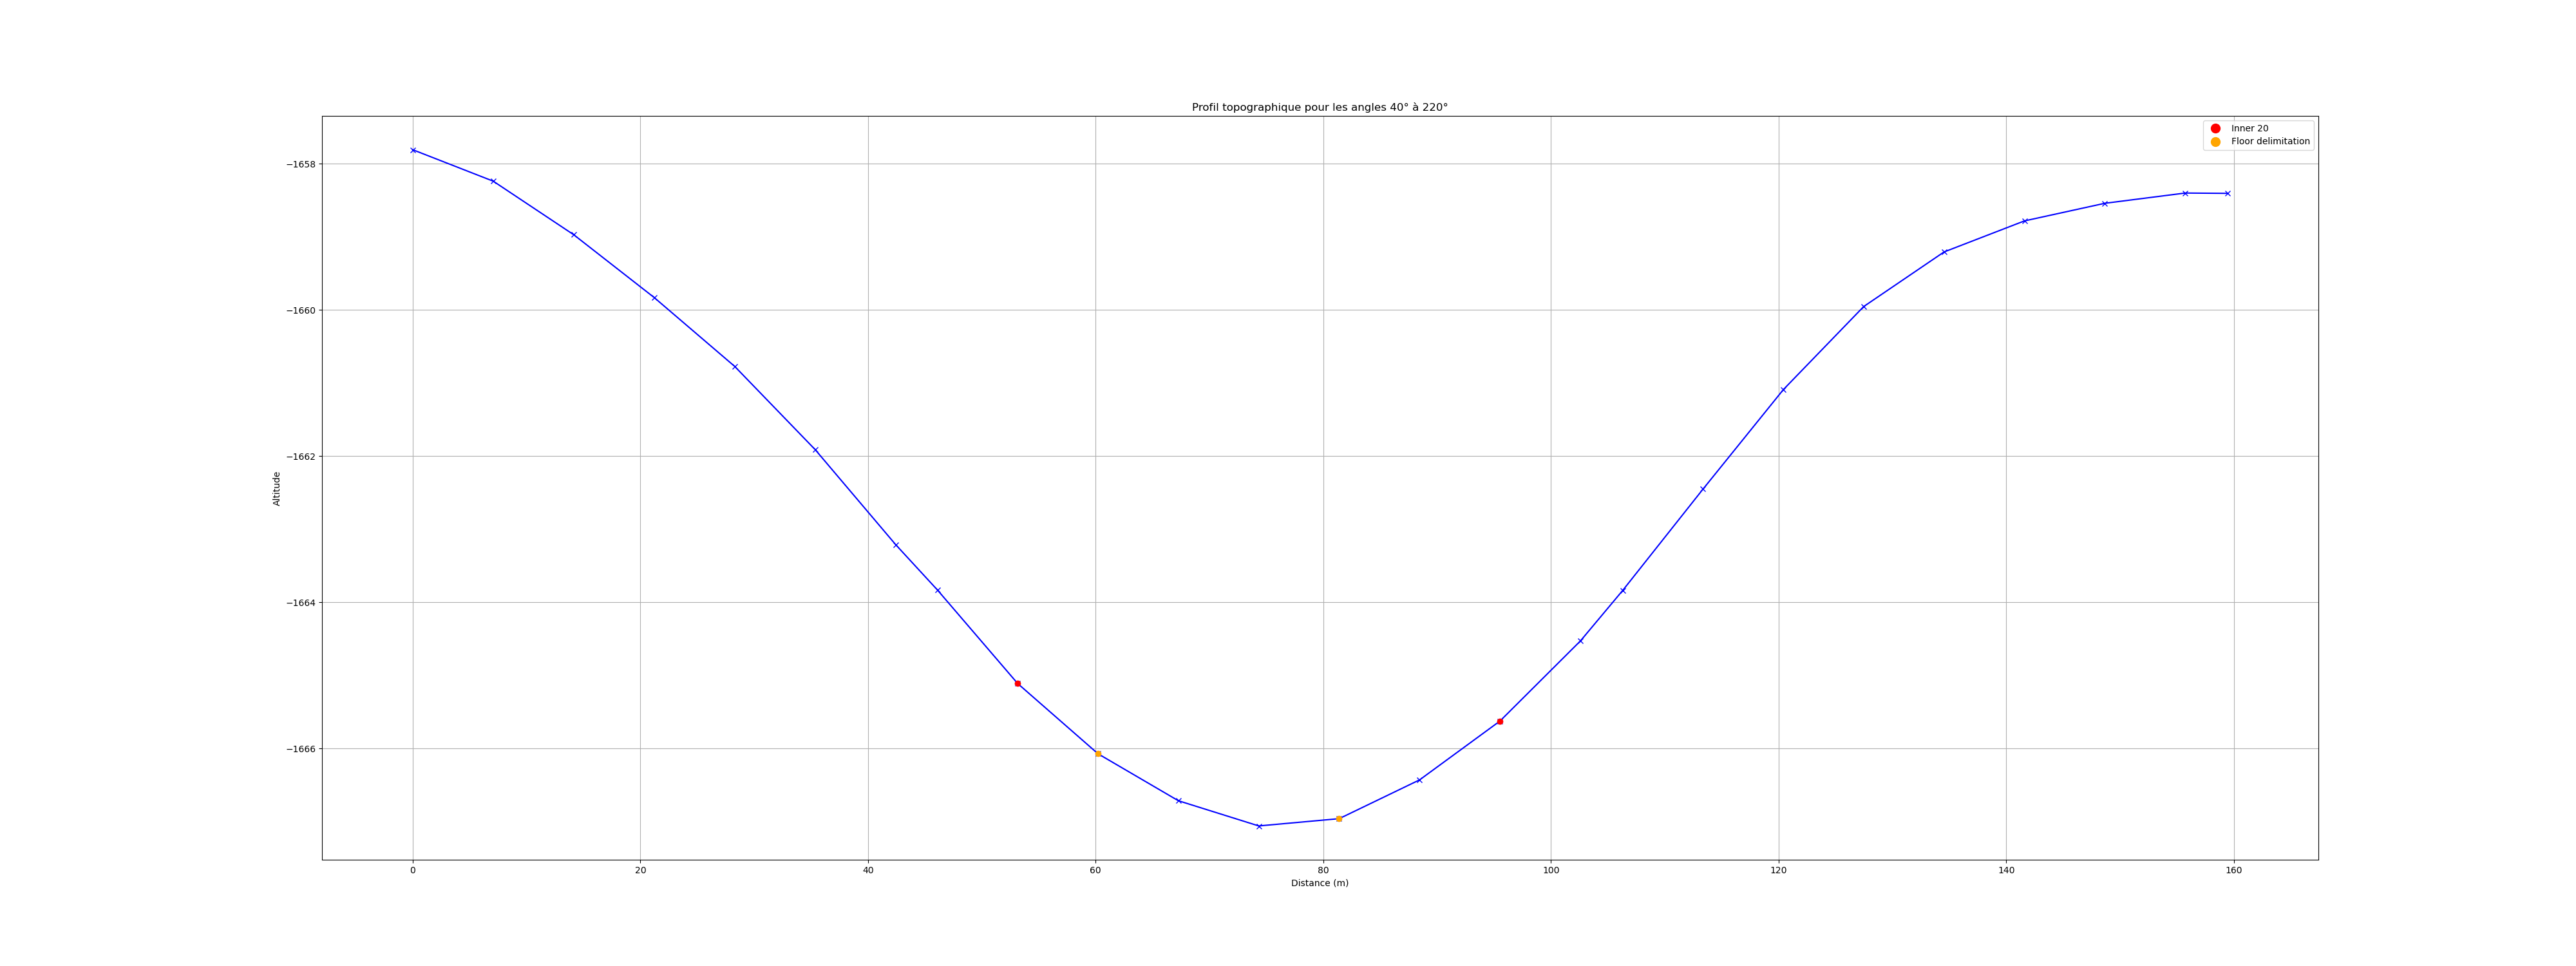 Profil topographique pour les angles 40° à 220°
Inner 20
Floor delimitation
−1658
−1660
−1662
−1664
−1666
Altitude
0 20 40 60 80 100 120 140 160
Distance (m)